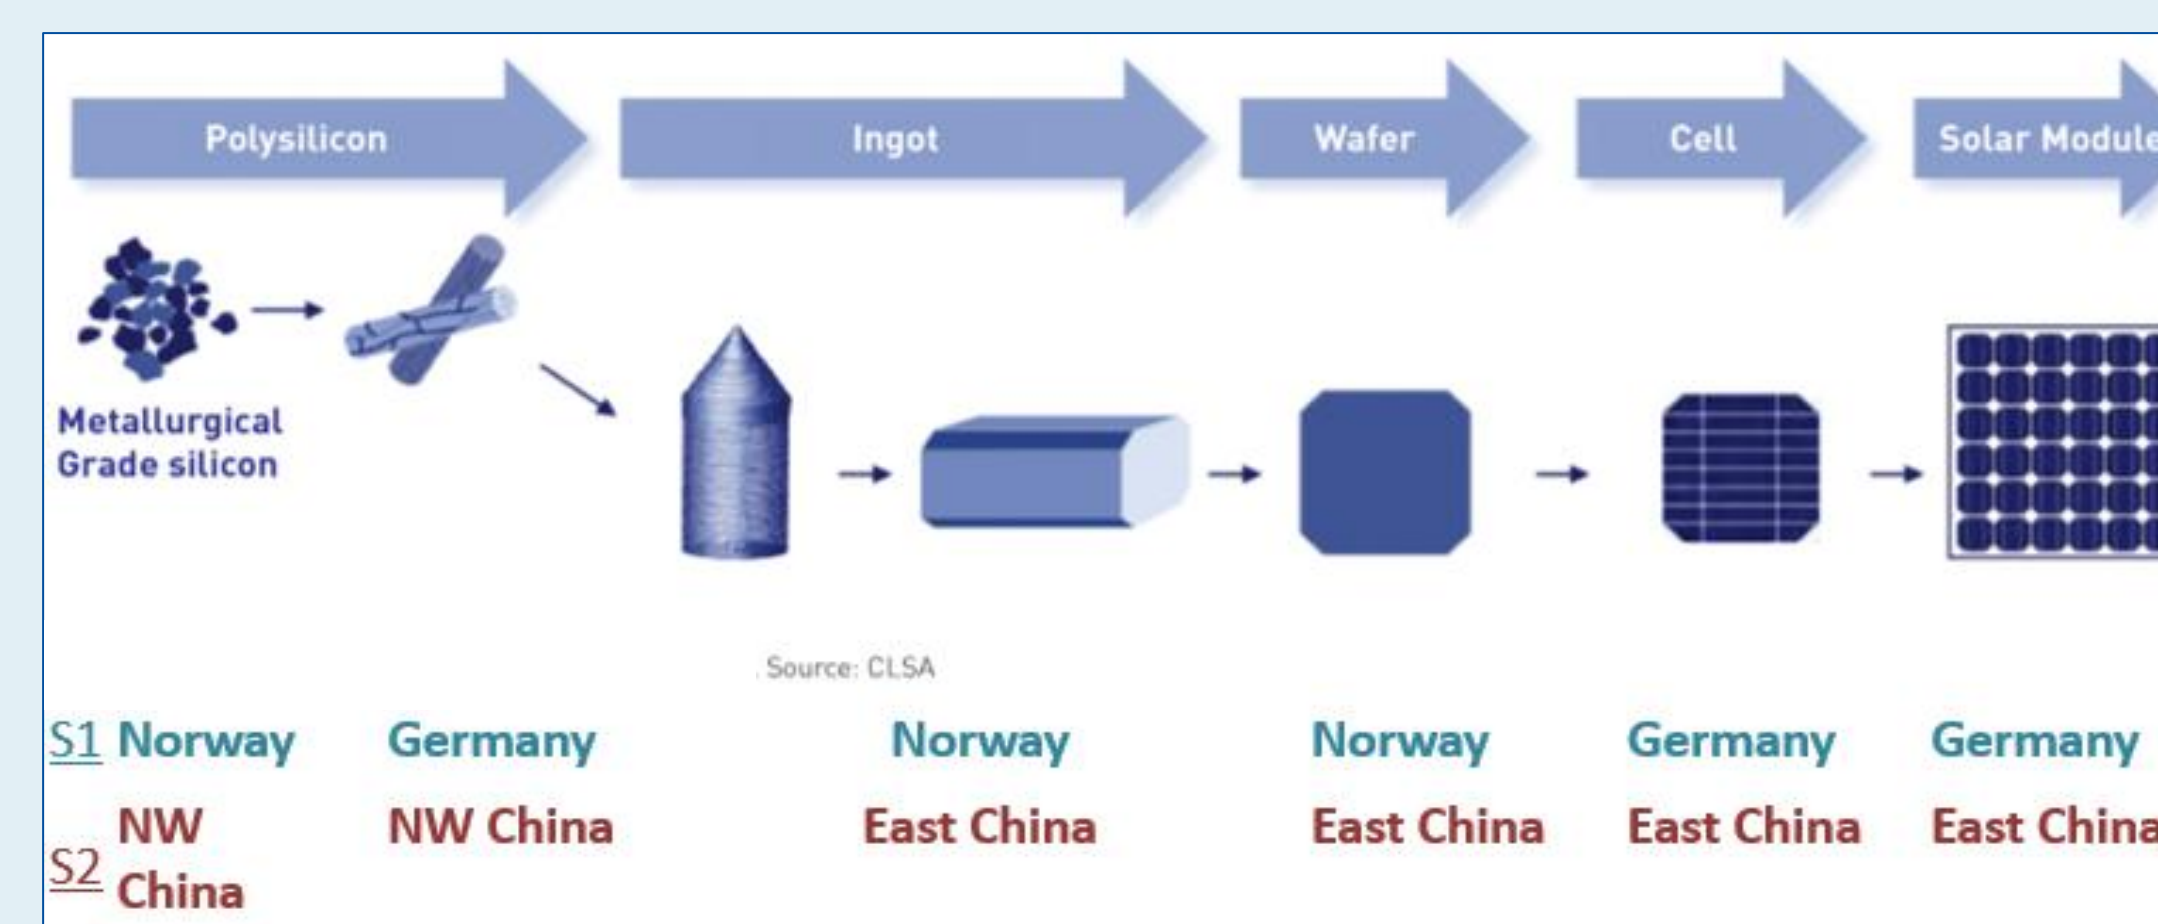 Polysilicon
Ingot
Wafer
Cell
Solar Module
Metallurgical
Grade silicon
. Source: CLSA
S1 Norway Germany Norway Norway Germany Germany
S2 NW China NW China East China East China East China East China